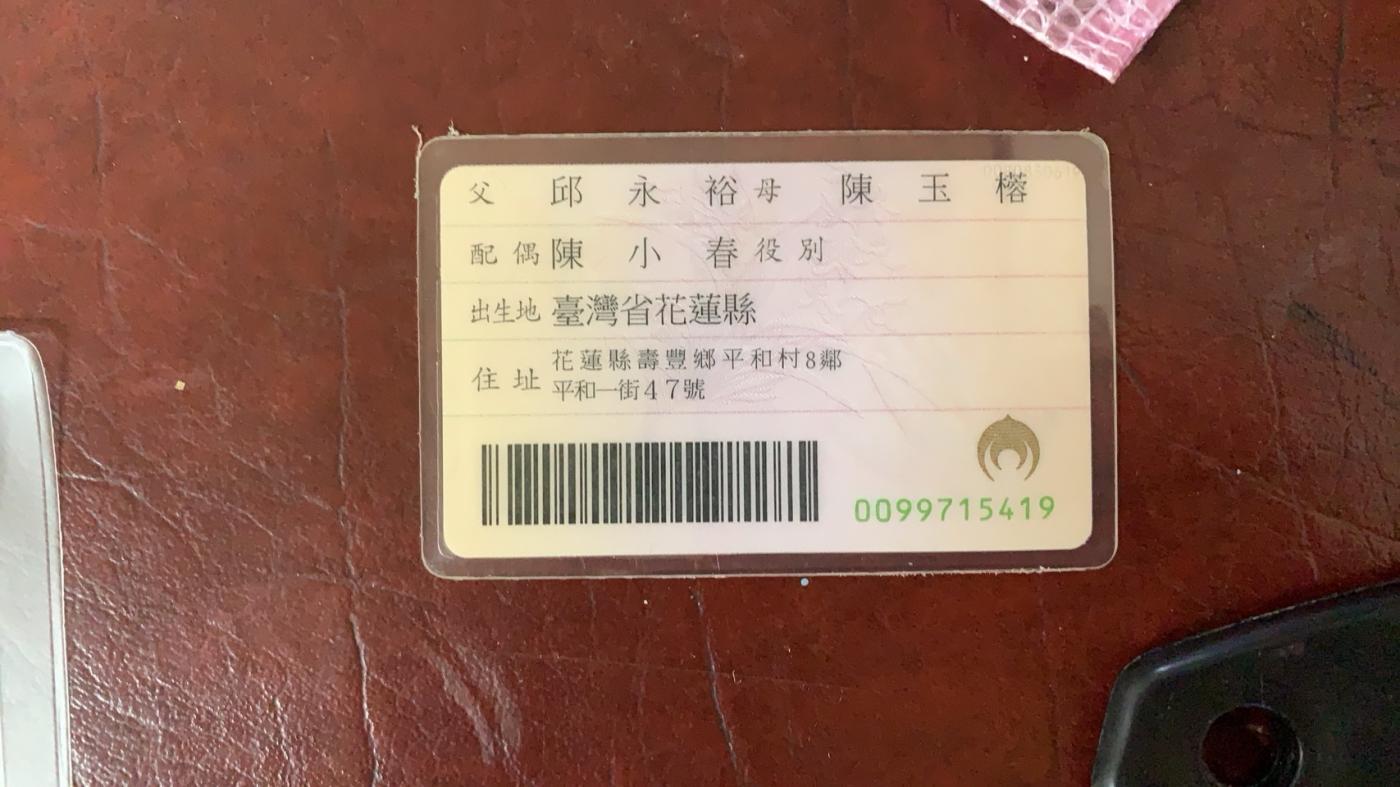 父 邱永裕 母 陳玉榕
配偶 陳小春 役別
出生地 臺灣省花蓮縣
住址 花蓮縣壽豐鄉平和村8鄰
平和一街47號
0099715419